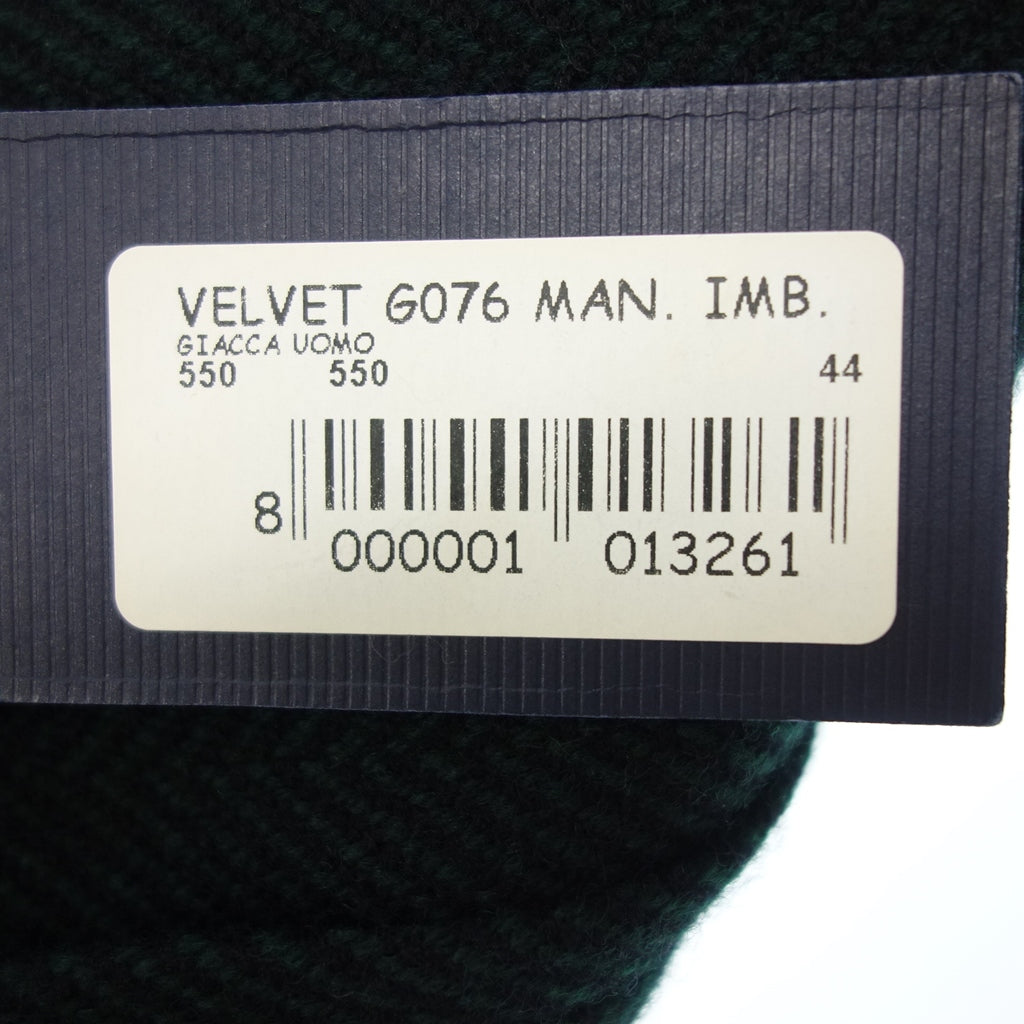 VELVET G076 MAN. IMB.
GIACCA UOMO
550 550 44
8 000001 013261